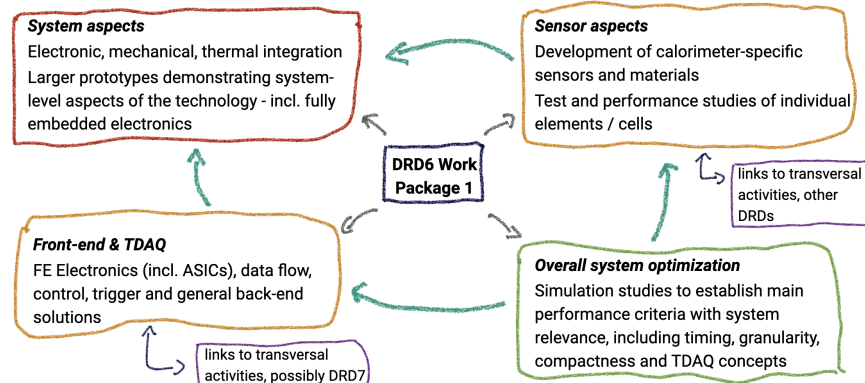 System aspects
Electronic, mechanical, thermal integration
Larger prototypes demonstrating system-
level aspects of the technology - incl. fully
embedded electronics
Sensor aspects
Development of calorimeter-specific
sensors and materials
Test and performance studies of individual
elements / cells
DRD6 Work
Package 1
links to transversal
activities, other
DRDs
Front-end & TDAQ
FE Electronics (incl. ASICs), data flow,
control, trigger and general back-end
solutions
links to transversal
activities, possibly DRD7
Overall system optimization
Simulation studies to establish main
performance criteria with system
relevance, including timing, granularity,
compactness and TDAQ concepts